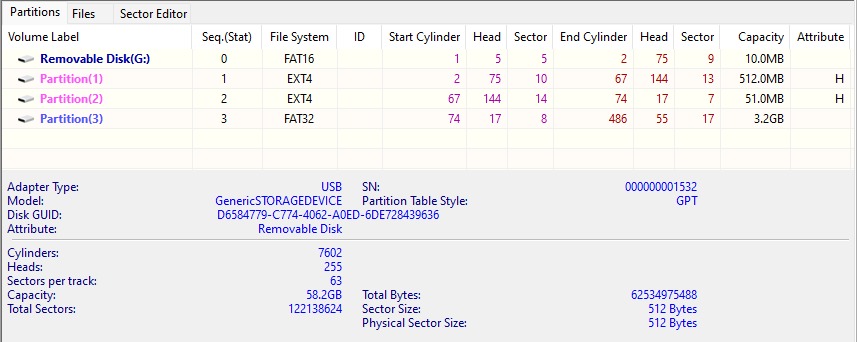 Partitions Files Sector Editor
Volume Label Seq.(Stat) File System ID Start Cylinder Head Sector End Cylinder Head Sector Capacity Attribute
Removable Disk(G:) 0 FAT16 1 5 5 2 75 9 10.0MB
Partition(1) 1 EXT4 2 75 10 67 144 13 512.0MB H
Partition(2) 2 EXT4 67 144 14 74 17 7 51.0MB H
Partition(3) 3 FAT32 74 17 8 486 55 17 3.2GB
Adapter Type: USB SN: 000000001532
Model: GenericSTORAGEDEVICE Partition Table Style: GPT
Disk GUID: D6584779-C774-4062-A0ED-6DE728439636
Attribute: Removable Disk
Cylinders: 7602
Heads: 255
Sectors per track: 63
Capacity: 58.2GB Total Bytes: 62534975488
Total Sectors: 122138624 Sector Size: 512 Bytes
Physical Sector Size: 512 Bytes